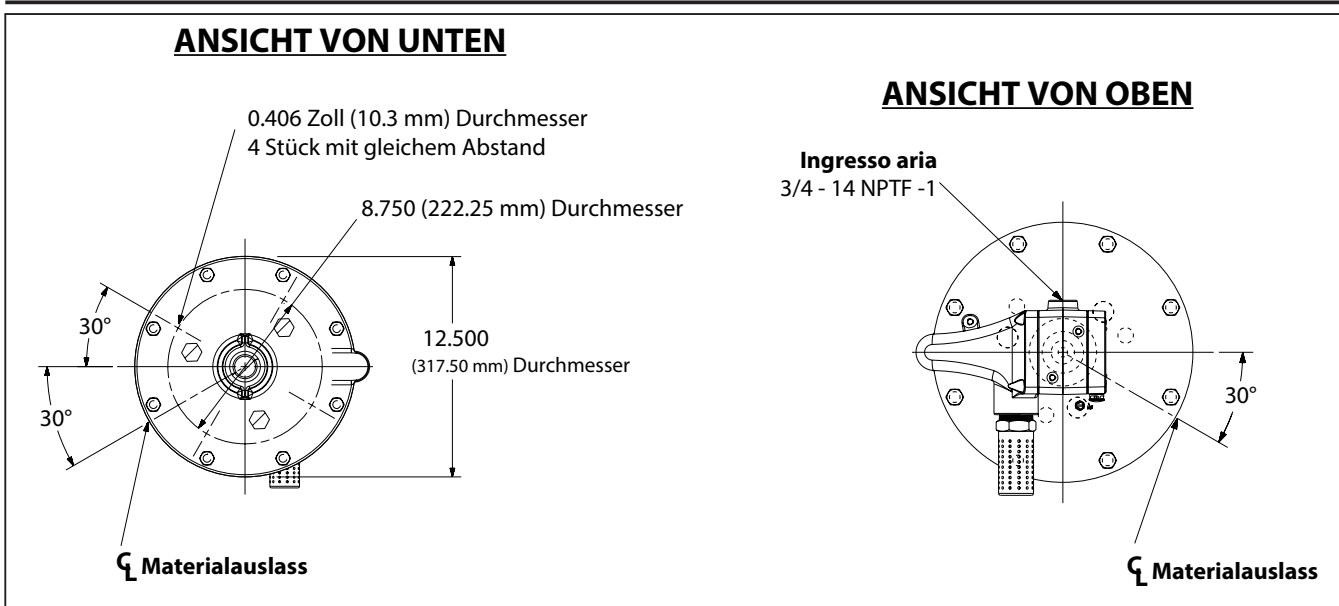 ANSICHT VON UNTEN
0.406 Zoll (10.3 mm) Durchmesser
4 Stück mit gleichem Abstand
8.750 (222.25 mm) Durchmesser
30°
30°
12.500
(317.50 mm) Durchmesser
℄ Materialauslass
ANSICHT VON OBEN
Ingresso aria
3/4 - 14 NPTF -1
30°
℄ Materialauslass